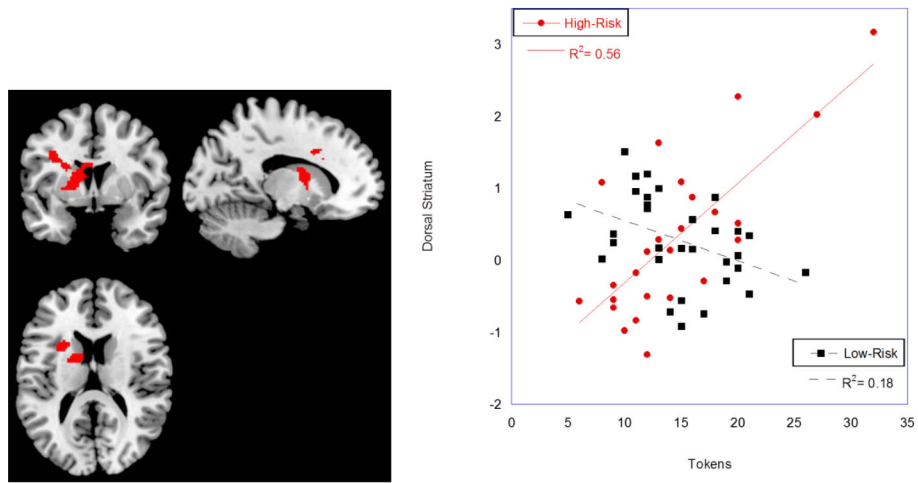 High-Risk
R²= 0.56
3
2
1
0
-1
-2
Dorsal Striatum
Low-Risk
R²= 0.18
0 5 10 15 20 25 30 35
Tokens